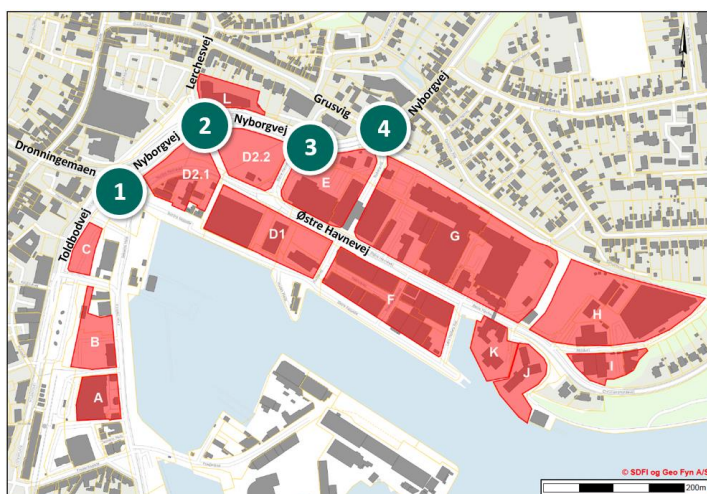 N
Lerchesvej
L
Grusvig
Nyborgvej
Nyborgvej
2
4
3
Nyborgvej
Dronningemaen
D2.2
D2.1
E
1
Toldbodvej
Østre Havnevej
D1
G
C
F
H
B
K
J
I
A
© SDFI og Geo Fyn A/S
200m